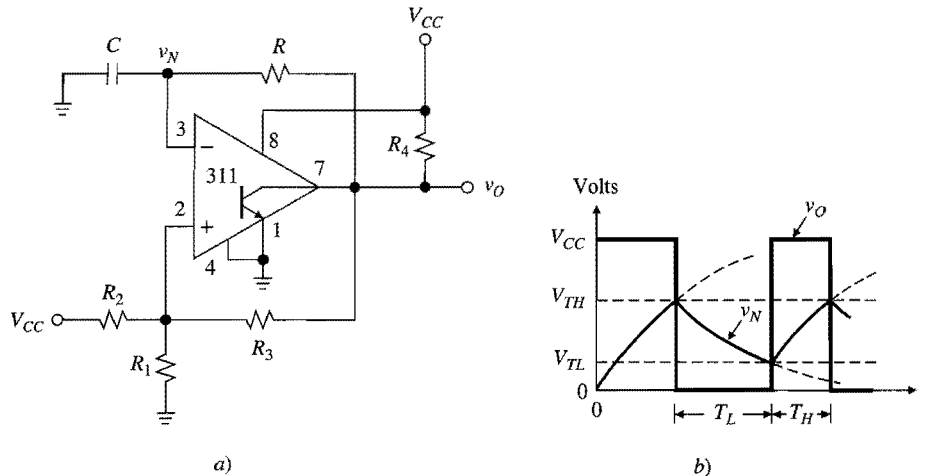 V_CC
C
v_N
R
3
8
R_4
311
7
v_O
2
1
4
R_2
V_CC
R_3
R_1
a)
Volts
v_O
V_CC
V_TH
v_N
V_TL
0
0
T_L
T_H
b)